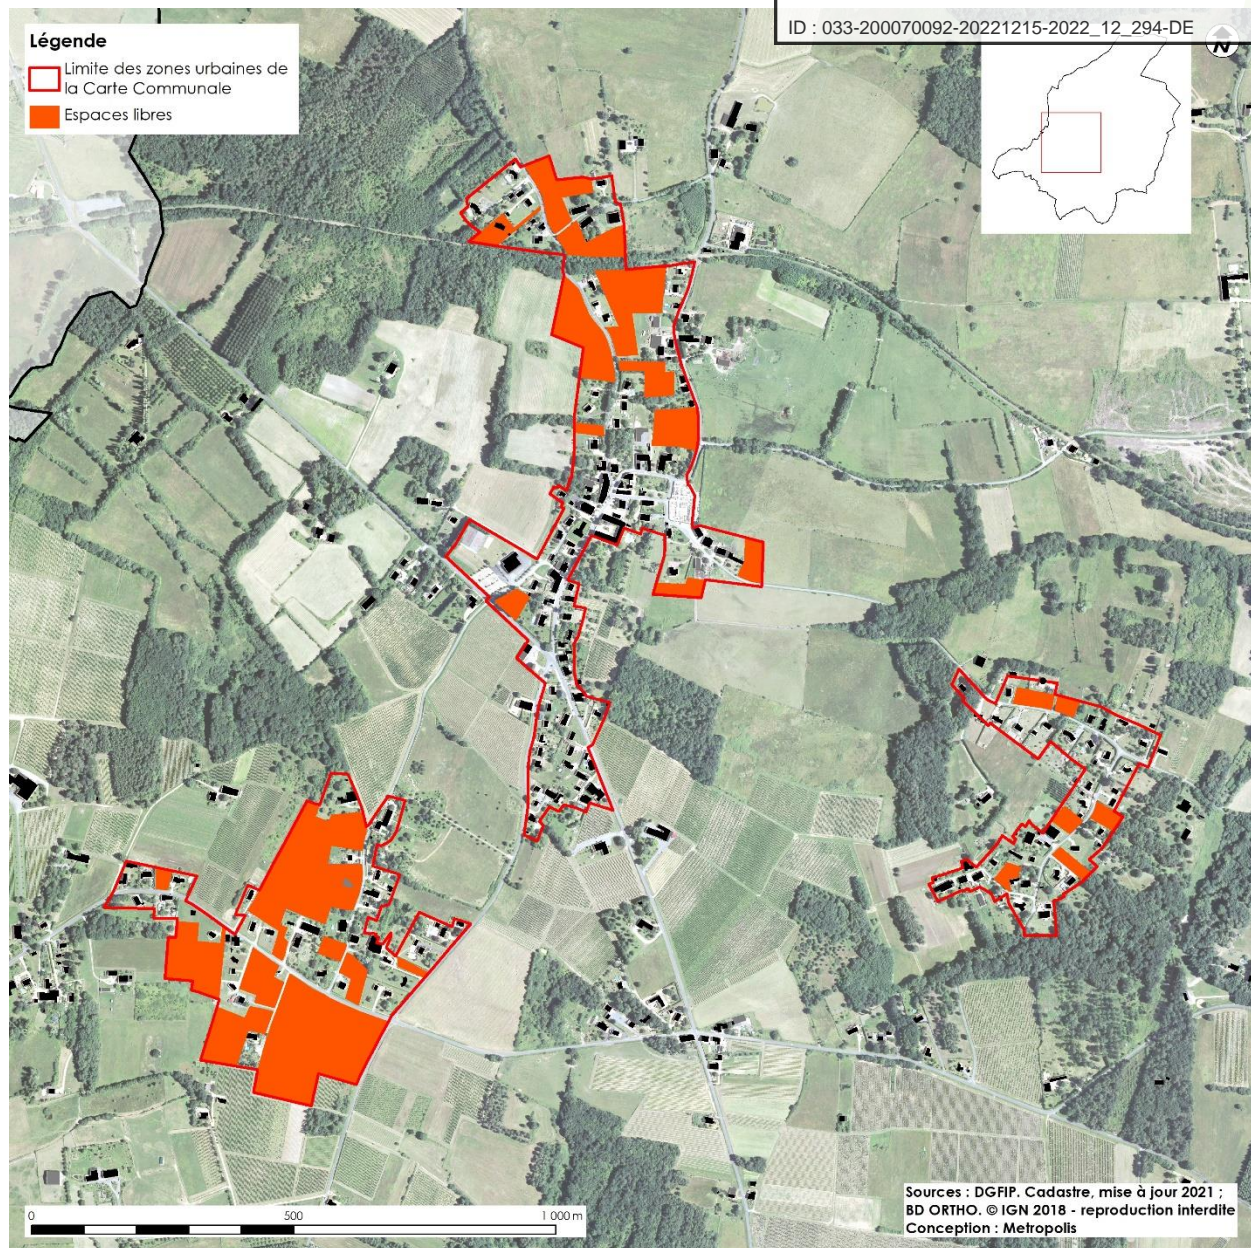 ID : 033-200070092-20221215-2022_12_294-DE
N
Légende
Limite des zones urbaines de
la Carte Communale
Espaces libres
0 500 1 000 m
Sources : DGFIP. Cadastre, mise à jour 2021 ;
BD ORTHO. © IGN 2018 - reproduction interdite
Conception : Metropolis